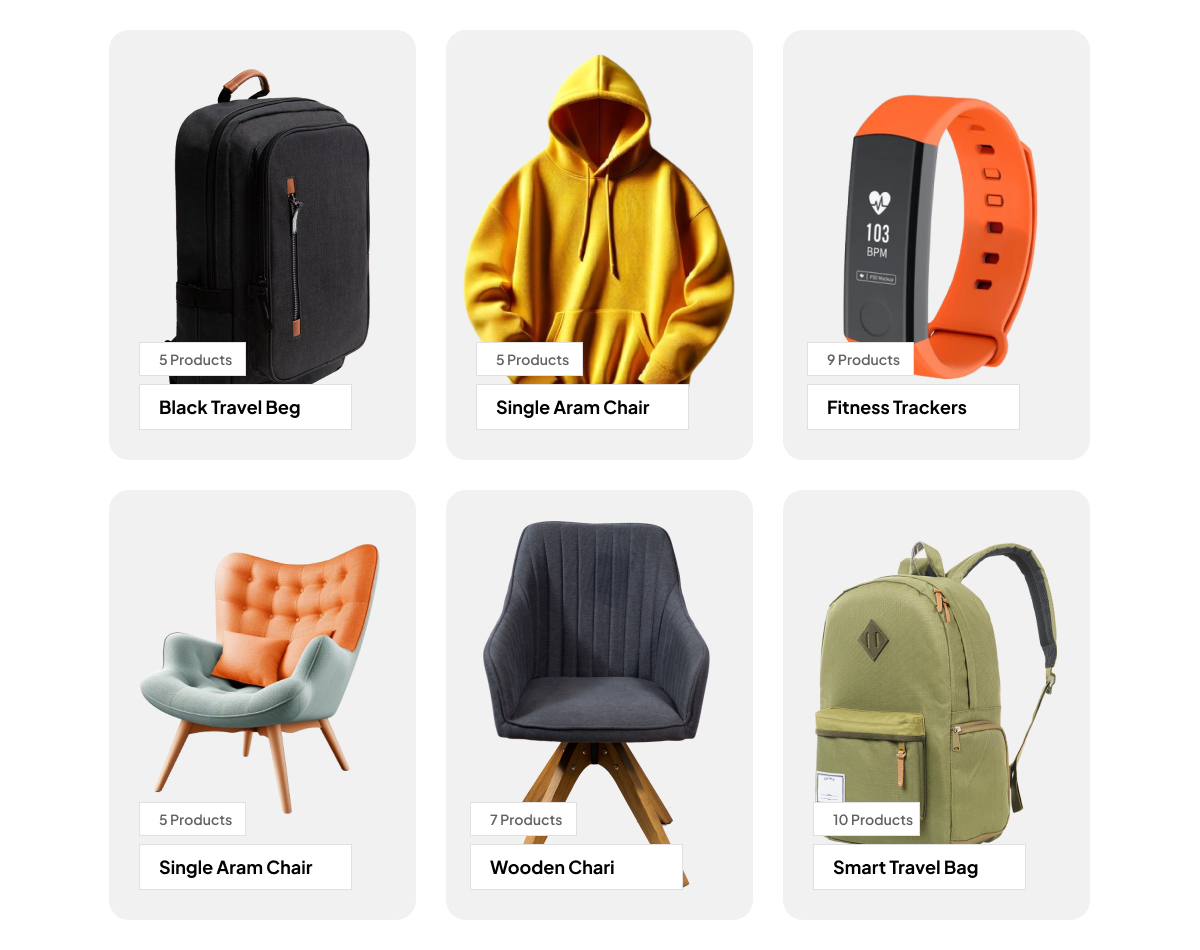 5 Products
Black Travel Beg
5 Products
Single Aram Chair
103
BPM
9 Products
Fitness Trackers
5 Products
Single Aram Chair
7 Products
Wooden Chari
10 Products
Smart Travel Bag